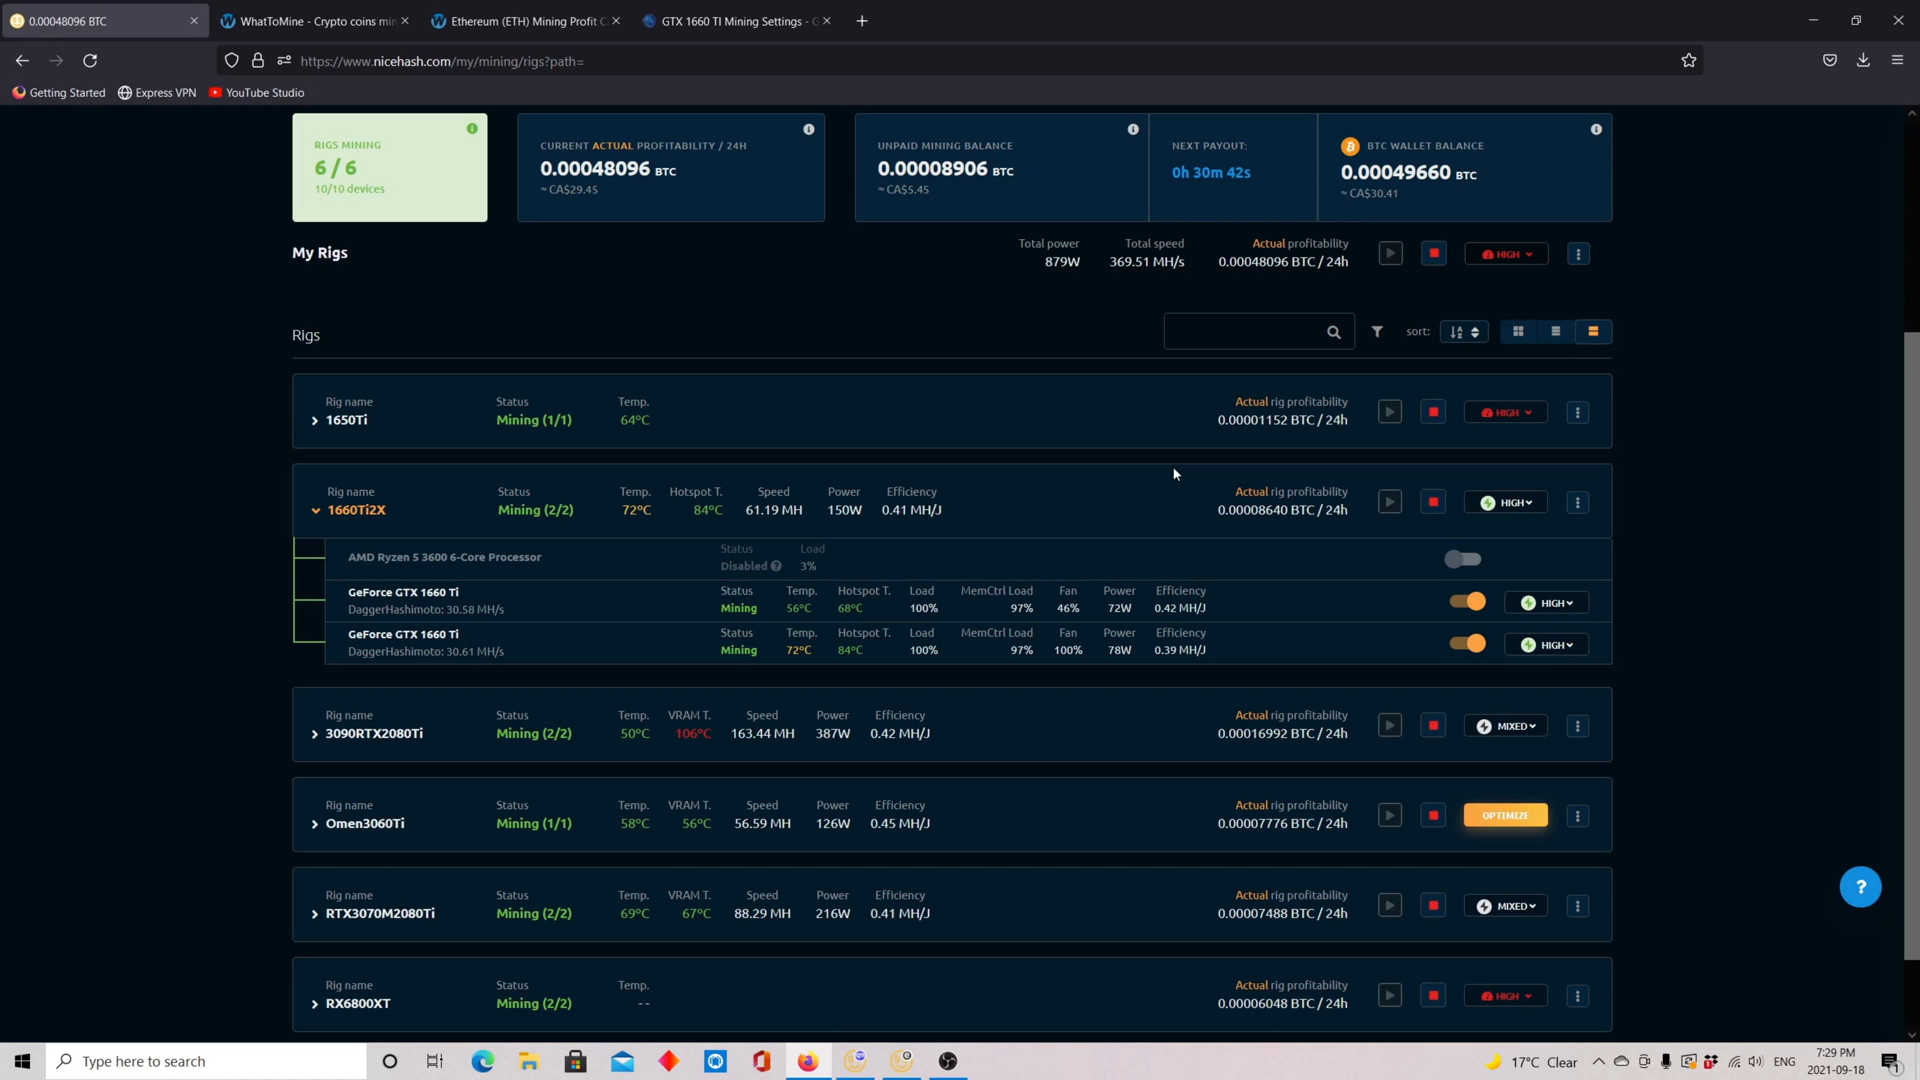 0.00048096 BTC
WhatToMine - Crypto coins min
Ethereum (ETH) Mining Profit C
GTX 1660 TI Mining Settings - G
https://www.nicehash.com/my/mining/rigs?path=
Getting Started
Express VPN
YouTube Studio
RIGS MINING
6 / 6
10/10 devices
CURRENT ACTUAL PROFITABILITY / 24H
0.00048096 BTC
≈ CA$29.45
UNPAID MINING BALANCE
0.00008906 BTC
≈ CA$5.45
NEXT PAYOUT:
0h 30m 42s
BTC WALLET BALANCE
0.00049660 BTC
≈ CA$30.41
My Rigs
Total power
879W
Total speed
369.51 MH/s
Actual profitability
0.00048096 BTC / 24h
HIGH
Rigs
sort:
Rig name
1650Ti
Status
Mining (1/1)
Temp.
64°C
Actual rig profitability
0.00001152 BTC / 24h
HIGH
Rig name
1660Ti2X
Status
Mining (2/2)
Temp.
72°C
Hotspot T.
84°C
Speed
61.19 MH
Power
150W
Efficiency
0.41 MH/J
Actual rig profitability
0.00008640 BTC / 24h
HIGH
AMD Ryzen 5 3600 6-Core Processor
Status
Disabled
Load
3%
GeForce GTX 1660 Ti
DaggerHashimoto: 30.58 MH/s
Status
Mining
Temp.
56°C
Hotspot T.
68°C
Load
100%
MemCtrl Load
97%
Fan
46%
Power
72W
Efficiency
0.42 MH/J
HIGH
GeForce GTX 1660 Ti
DaggerHashimoto: 30.61 MH/s
Status
Mining
Temp.
72°C
Hotspot T.
84°C
Load
100%
MemCtrl Load
97%
Fan
100%
Power
78W
Efficiency
0.39 MH/J
HIGH
Rig name
3090RTX2080Ti
Status
Mining (2/2)
Temp.
50°C
VRAM T.
106°C
Speed
163.44 MH
Power
387W
Efficiency
0.42 MH/J
Actual rig profitability
0.00016992 BTC / 24h
MIXED
Rig name
Omen3060Ti
Status
Mining (1/1)
Temp.
58°C
VRAM T.
56°C
Speed
56.59 MH
Power
126W
Efficiency
0.45 MH/J
Actual rig profitability
0.00007776 BTC / 24h
OPTIMIZE
Rig name
RTX3070M2080Ti
Status
Mining (2/2)
Temp.
69°C
VRAM T.
67°C
Speed
88.29 MH
Power
216W
Efficiency
0.41 MH/J
Actual rig profitability
0.00007488 BTC / 24h
MIXED
Rig name
RX6800XT
Status
Mining (2/2)
Temp.
--
Actual rig profitability
0.00006048 BTC / 24h
HIGH
?
Type here to search
17°C Clear
ENG
7:29 PM
2021-09-18
1